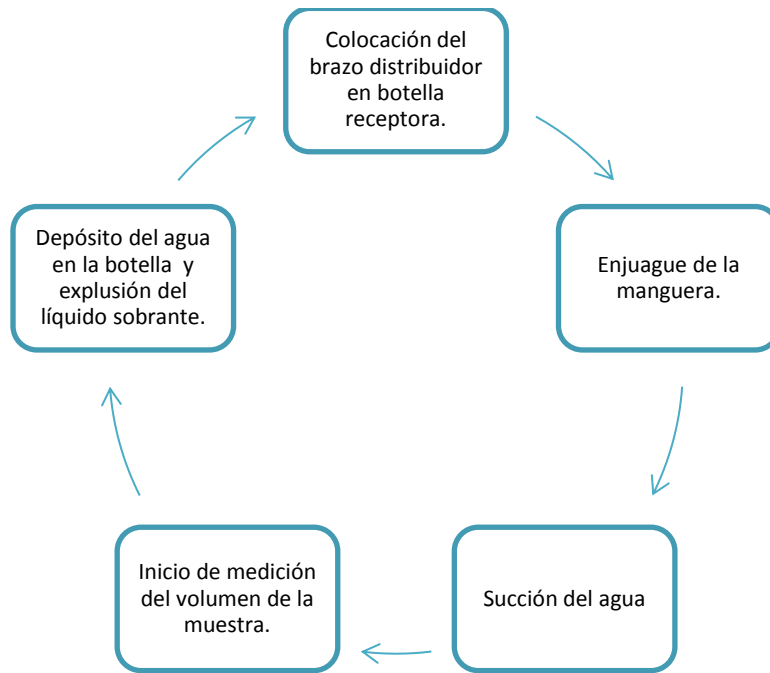 Colocación del
brazo distribuidor
en botella
receptora.
Enjuague de la
manguera.
Succión del agua
Inicio de medición
del volumen de la
muestra.
Depósito del agua
en la botella y
explusión del
líquido sobrante.